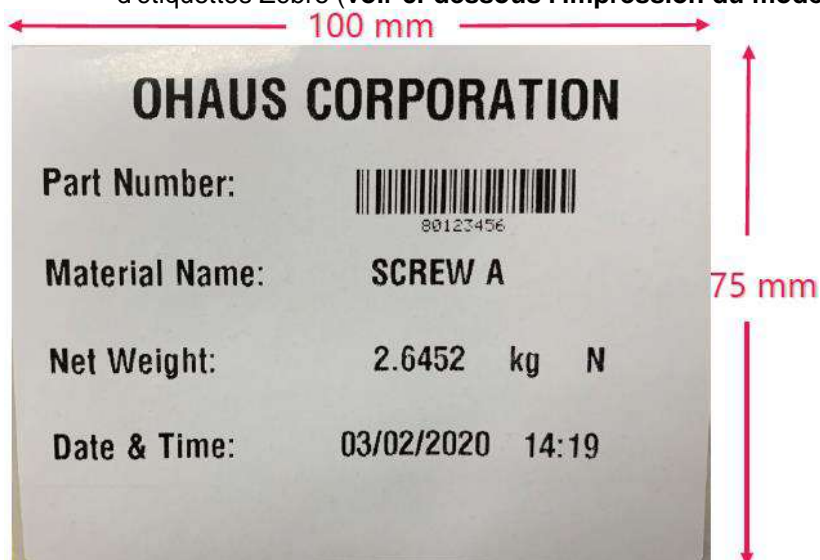 100 mm
OHAUS CORPORATION
Part Number:
80123456
Material Name: SCREW A
75 mm
Net Weight: 2.6452 kg N
Date & Time: 03/02/2020 14:19